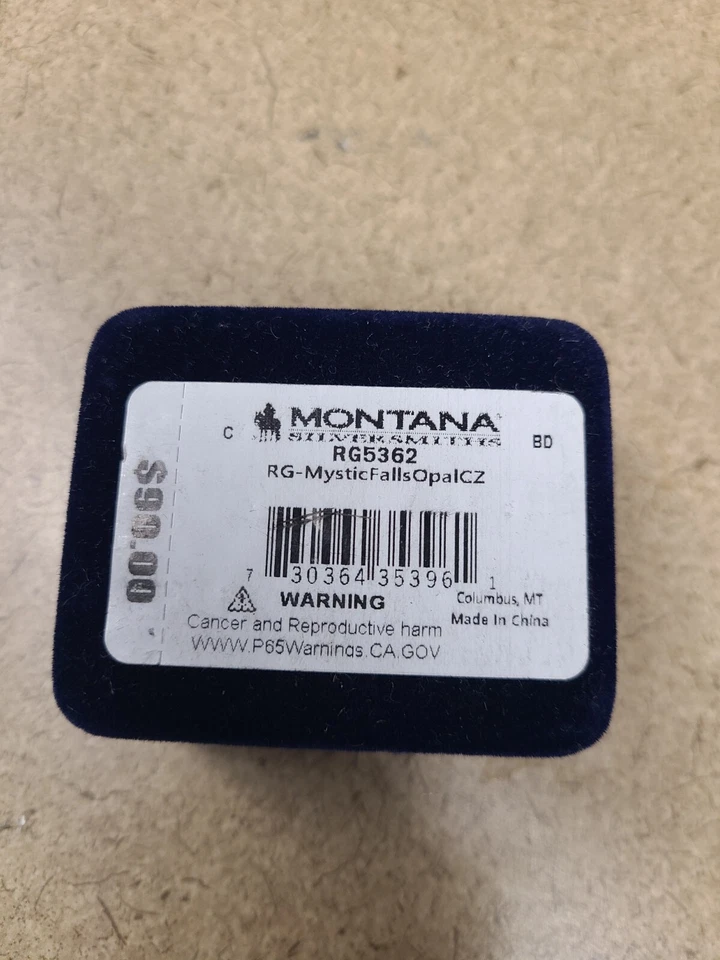 C
MONTANA
SILVERSMITHS
BD
RG5362
RG-MysticFallsOpalCZ
7 30364 35396 1
WARNING
Cancer and Reproductive harm
WWW.P65Warnings.CA.GOV
Columbus, MT
Made In China
$90.00